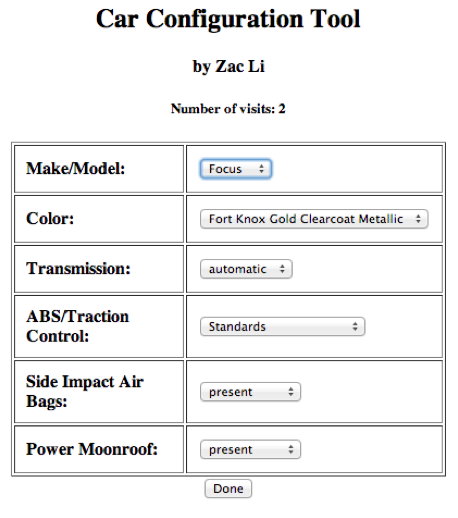 Car Configuration Tool
by Zac Li
Number of visits: 2
Make/Model: Focus
Color: Fort Knox Gold Clearcoat Metallic
Transmission: automatic
ABS/Traction
Control: Standards
Side Impact Air
Bags: present
Power Moonroof: present
Done